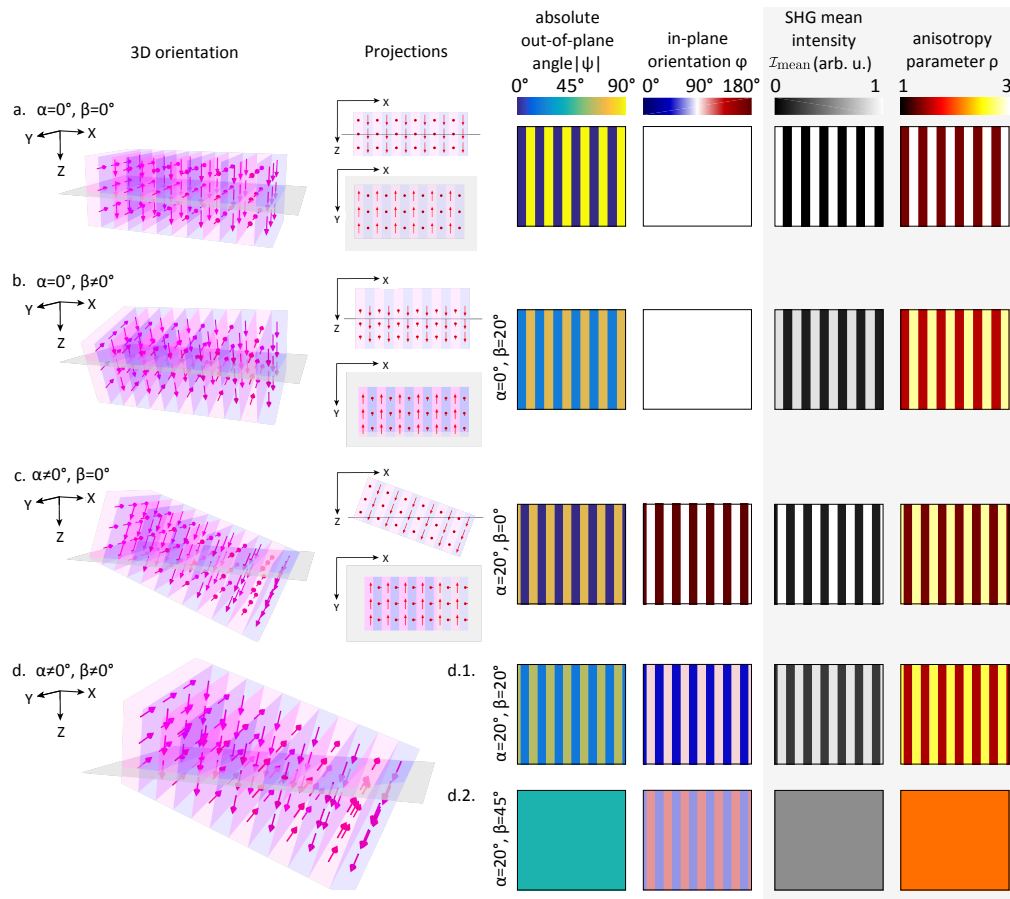 3D orientation
Projections
absolute
out-of-plane
angle|ψ|
in-plane
orientation φ
SHG mean
intensity
𝓘mean (arb. u.)
anisotropy
parameter ρ
0° 45° 90°
0° 90° 180°
0 1
1 3
a. α=0°, β=0°
Y X Z
X
Z
X
Y
b. α=0°, β≠0°
Y X Z
X
Z
X
Y
α=0°, β=20°
c. α≠0°, β=0°
Y X Z
X
Z
X
Y
α=20°, β=0°
d. α≠0°, β≠0°
Y X Z
d.1.
α=20°, β=20°
d.2.
α=20°, β=45°